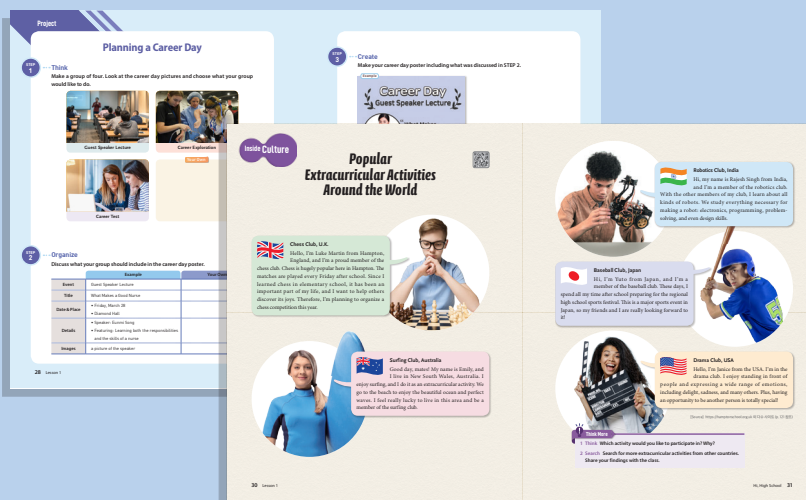 Project
Planning a Career Day
STEP
1
Think
Make a group of four. Look at the career day pictures and choose what your group
would like to do.
Guest Speaker Lecture
Career Exploration
Career Test
STEP
2
Organize
Discuss what your group should include in the career day poster.
Example
Event
Guest Speaker Lecture
Title
What Makes a Good Nurse
Date&Place
• Friday, March 28
• Diamond Hall
Details
• Speaker: Eunmi Song
• Featuring: Learning both the responsibilities
and the skills of a nurse
Images
a picture of the speaker
28 Lesson 1
STEP
3
Create
Make your career day poster including what was discussed in STEP 2.
Example
Career Day
Guest Speaker Lecture
Inside Culture
Popular
Extracurricular Activities
Around the World
Chess Club, U.K.
Hello, I'm Luke Martin from Hampton,
England, and I'm a proud member of the
chess club. Chess is hugely popular here in Hampton. The
matches are played every Friday after school. Since I
learned chess in elementary school, it has been an
important part of my life, and I want to help others
discover its joys. Therefore, I'm planning to organize a
chess competition this year.
Surfing Club, Australia
Good day, mates! My name is Emily, and
I live in New South Wales, Australia. I
enjoy surfing, and I do it as an extracurricular activity. We
go to the beach to enjoy the beautiful ocean and perfect
waves. I feel really lucky to live in this area and be a
member of the surfing club.
30 Lesson 1
Robotics Club, India
Hi, my name is Rajesh Singh from India,
and I'm a member of the robotics club.
With the other members of my club, I learn about all
kinds of robots. We study everything necessary for
making a robot: electronics, programming, problem-
solving, and even design skills.
Baseball Club, Japan
Hi, I'm Yuto from Japan, and I'm a
member of the baseball club. These days, I
spend all my time after school preparing for the regional
high school sports festival. This is a major sports event in
Japan, so my friends and I are really looking forward to
it!
Drama Club, USA
Hello, I'm Janice from the USA. I'm in the
drama club. I enjoy standing in front of
people and expressing a wide range of emotions,
including delight, sadness, and many others. Plus, having
an opportunity to be another person is totally special!
Think More
1 Think Which activity would you like to participate in? Why?
2 Search Search for more extracurricular activities from other countries.
Share your findings with the class.
Hi, High School 31